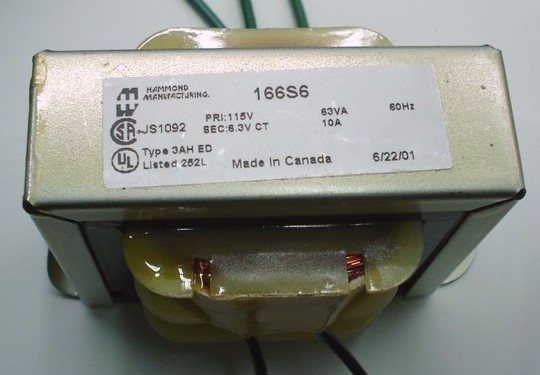 HAMMOND
MANUFACTURING.
166S6
PRI:115V 63VA 60Hz
SEC:6.3V CT 10A
JS1092
Type 3AH ED
Listed 252L
Made in Canada 6/22/01